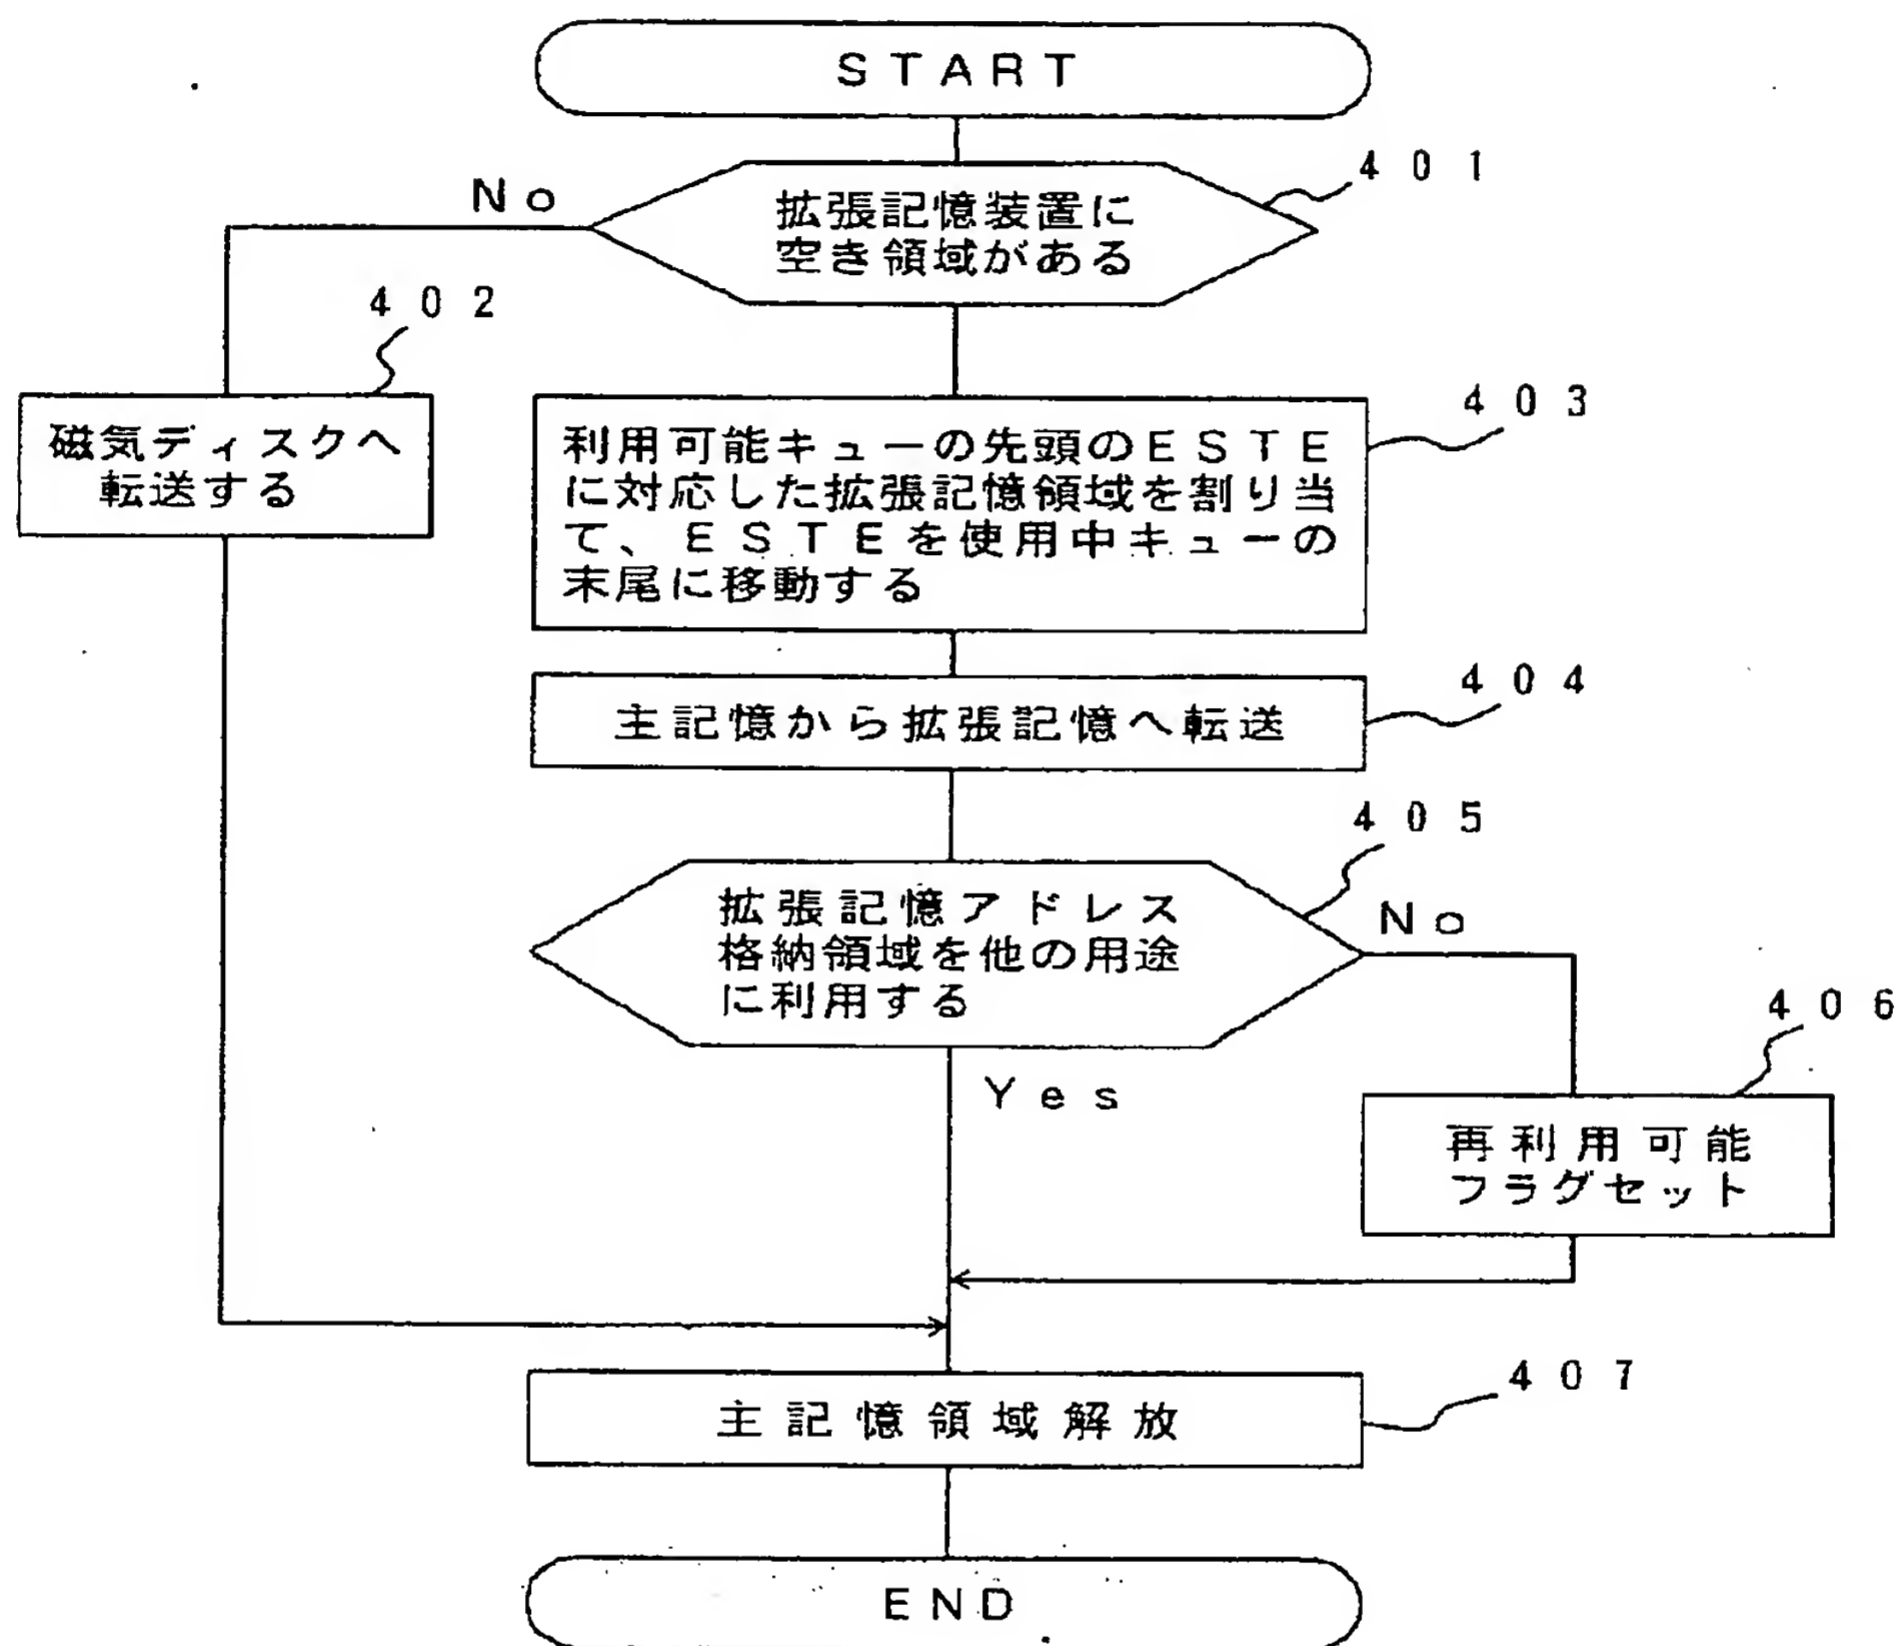 START
401
No
拡張記憶装置に
空き領域がある
402
磁気ディスクへ
転送する
403
利用可能キューの先頭のESTE
に対応した拡張記憶領域を割り当
て、ESTEを使用中キューの
末尾に移動する
404
主記憶から拡張記憶へ転送
405
拡張記憶アドレス
格納領域を他の用途
に利用する
No
Yes
406
再利用可能
フラグセット
407
主記憶領域解放
END